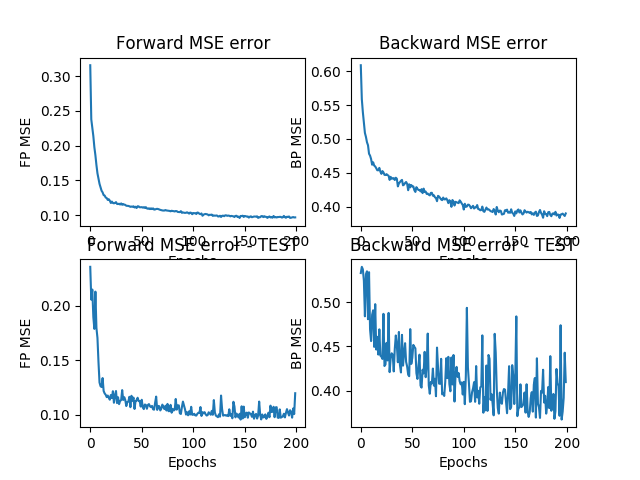 Forward MSE error
Backward MSE error
FP MSE
0.30
0.25
0.20
0.15
0.10
0 50 100 150 200
Epochs
BP MSE
0.60
0.55
0.50
0.45
0.40
0 50 100 150 200
Epochs
Forward MSE error - TEST
Backward MSE error - TEST
FP MSE
0.20
0.15
0.10
0 50 100 150 200
Epochs
BP MSE
0.50
0.45
0.40
0 50 100 150 200
Epochs